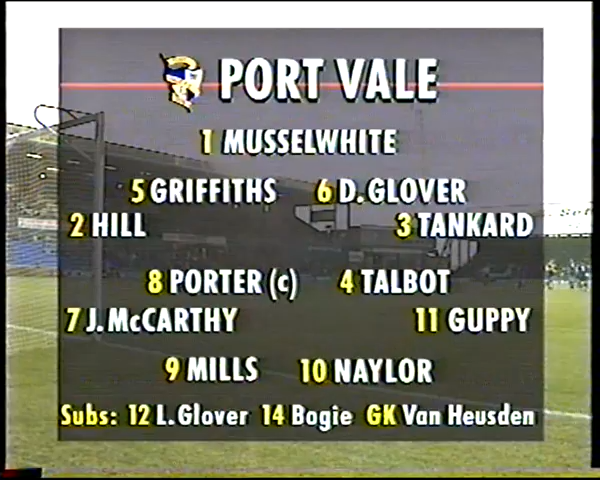 PORT VALE
1 MUSSELWHITE
5 GRIFFITHS 6 D.GLOVER
2 HILL 3 TANKARD
8 PORTER (c) 4 TALBOT
7 J.McCARTHY 11 GUPPY
9 MILLS 10 NAYLOR
Subs: 12 L.Glover 14 Bogie GK Van Heusden